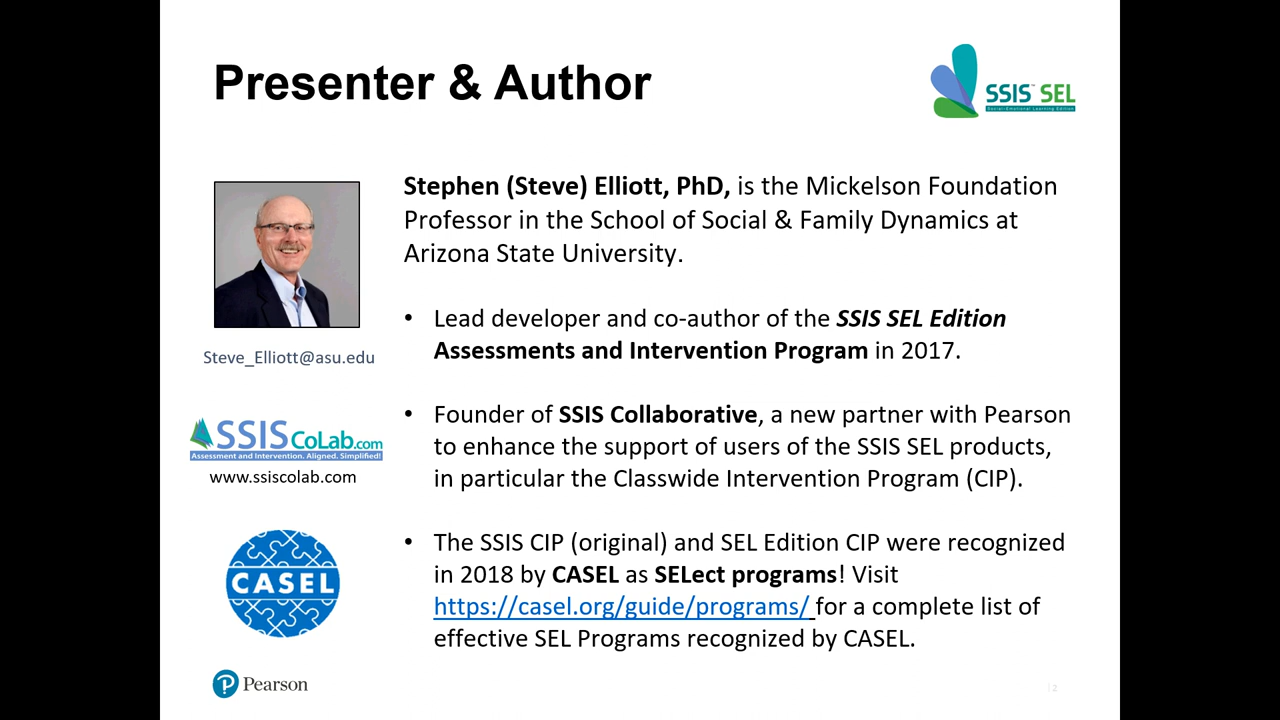 Presenter & Author
SSIS™ SEL
Social-Emotional Learning Edition
Stephen (Steve) Elliott, PhD, is the Mickelson Foundation
Professor in the School of Social & Family Dynamics at
Arizona State University.
Steve_Elliott@asu.edu
• Lead developer and co-author of the SSIS SEL Edition
Assessments and Intervention Program in 2017.
SSIS CoLab.com
Assessment and Intervention. Aligned. Simplified!
www.ssiscolab.com
• Founder of SSIS Collaborative, a new partner with Pearson
to enhance the support of users of the SSIS SEL products,
in particular the Classwide Intervention Program (CIP).
CASEL
• The SSIS CIP (original) and SEL Edition CIP were recognized
in 2018 by CASEL as SELect programs! Visit
https://casel.org/guide/programs/ for a complete list of
effective SEL Programs recognized by CASEL.
P Pearson
| 2